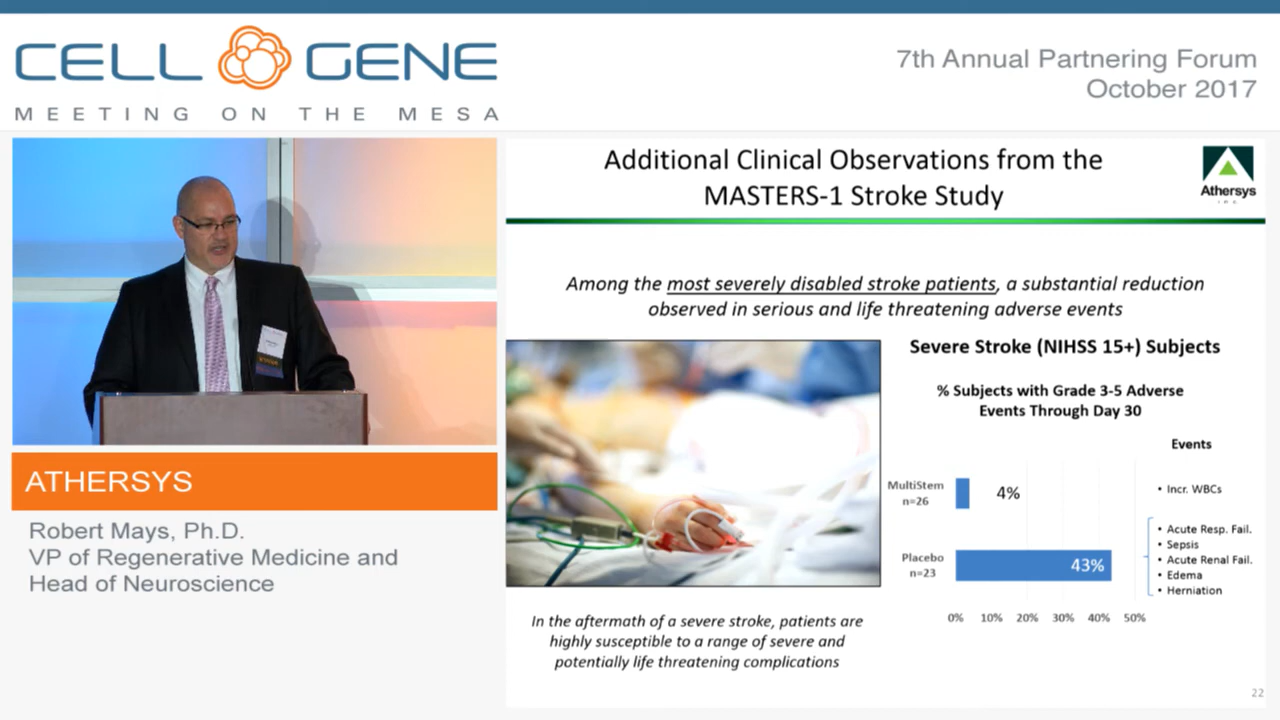 CELL GENE
MEETING ON THE MESA
7th Annual Partnering Forum
October 2017
ATHERSYS
Robert Mays, Ph.D.
VP of Regenerative Medicine and
Head of Neuroscience
Additional Clinical Observations from the
MASTERS-1 Stroke Study
Athersys
Among the most severely disabled stroke patients, a substantial reduction
observed in serious and life threatening adverse events
Severe Stroke (NIHSS 15+) Subjects
% Subjects with Grade 3-5 Adverse
Events Through Day 30
Events
MultiStem
n=26
4%
• Incr. WBCs
Placebo
n=23
43%
• Acute Resp. Fail.
• Sepsis
• Acute Renal Fail.
• Edema
• Herniation
0% 10% 20% 30% 40% 50%
In the aftermath of a severe stroke, patients are
highly susceptible to a range of severe and
potentially life threatening complications
22